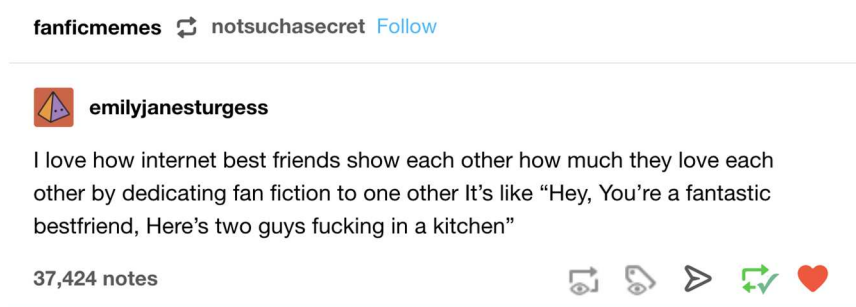 fanficmemes notsuchasecret Follow
emilyjanesturgess
I love how internet best friends show each other how much they love each
other by dedicating fan fiction to one other It’s like “Hey, You’re a fantastic
bestfriend, Here’s two guys fucking in a kitchen”
37,424 notes